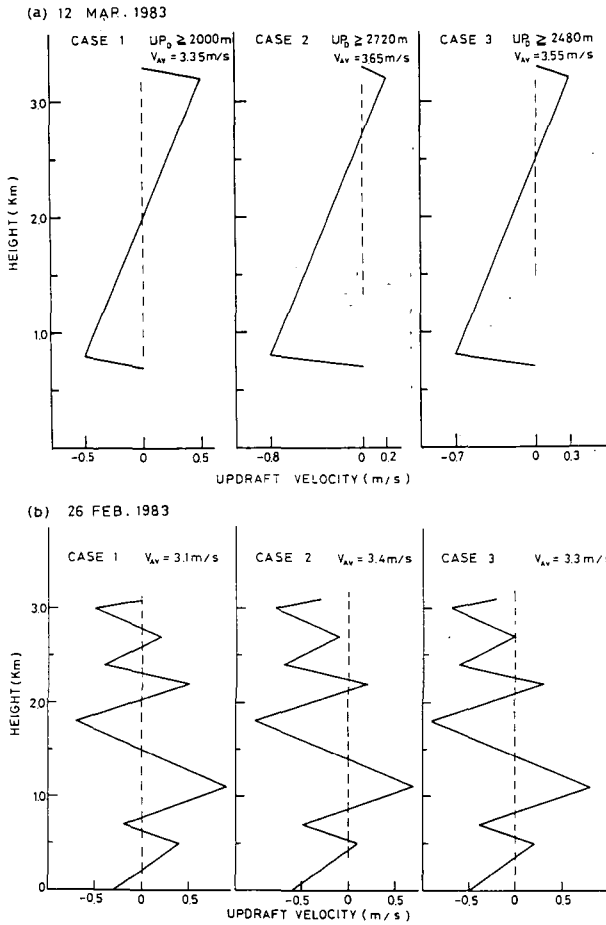 (a) 12 MAR. 1983
CASE 1 UP_D ≥ 2000m
V_AV = 3.35m/s
CASE 2 UP_D ≥ 2720m
V_AV = 3.65m/s
CASE 3 UP_D ≥ 2480m
V_AV = 3.55m/s
HEIGHT (Km)
3.0
2.0
1.0
-0.5 0 0.5
-0.8 0 0.2
-0.7 0 0.3
UPDRAFT VELOCITY (m/s)
(b) 26 FEB. 1983
CASE 1 V_AV = 3.1m/s
CASE 2 V_AV = 3.4m/s
CASE 3 V_AV = 3.3m/s
HEIGHT (Km)
3.0
2.0
1.0
0
-0.5 0 0.5
-0.5 0 0.5
-0.5 0 0.5
UPDRAFT VELOCITY (m/s)